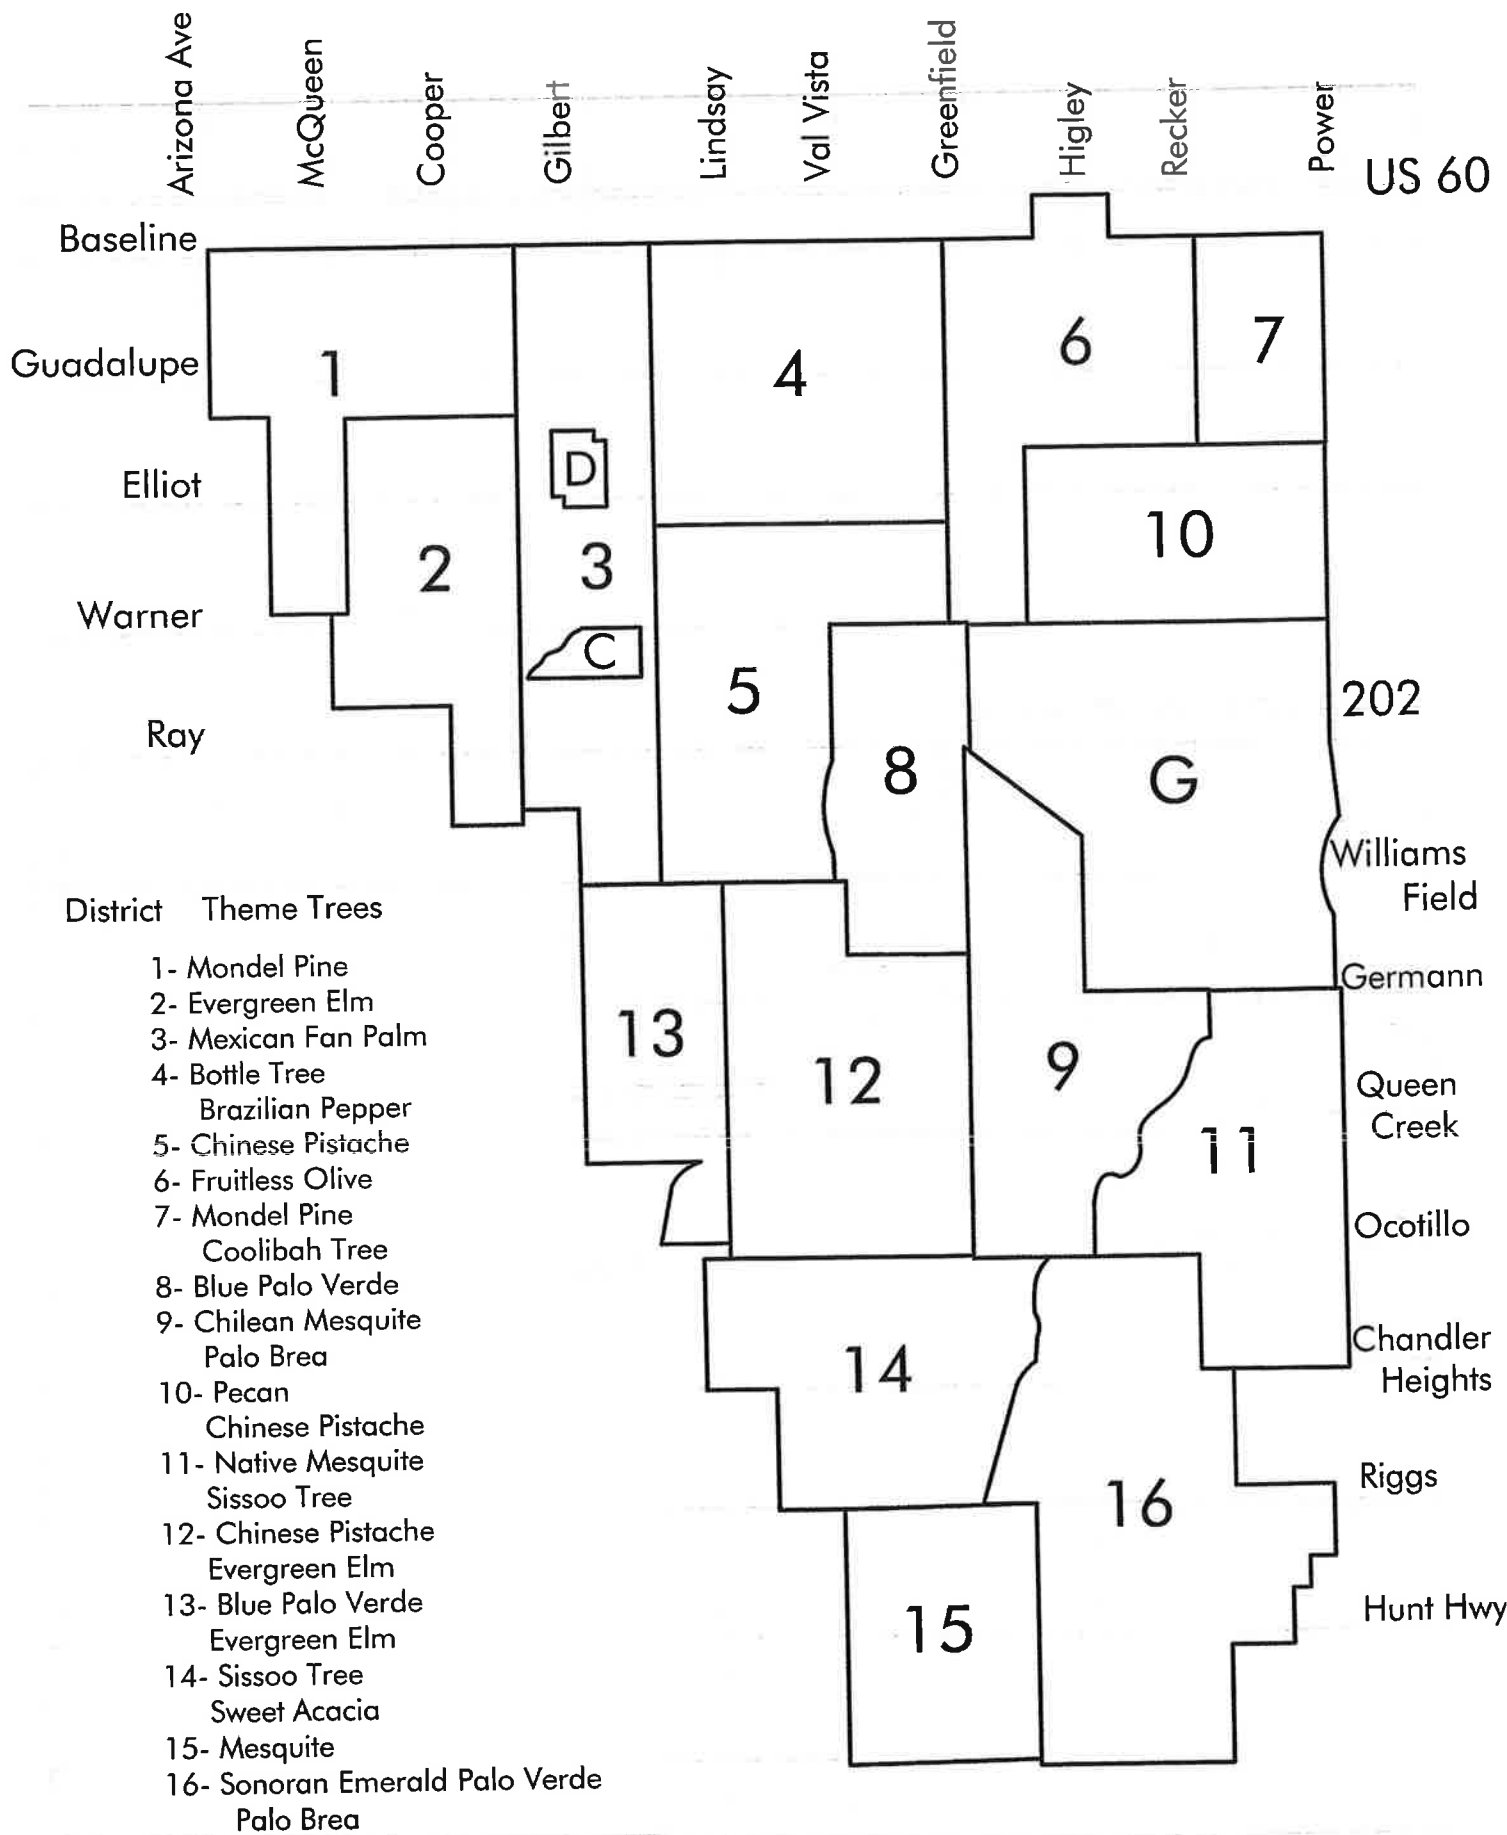 Arizona Ave
McQueen
Cooper
Gilbert
Lindsay
Val Vista
Greenfield
Higley
Recker
Power
US 60
Baseline
Guadalupe
Elliot
Warner
Ray
1
2
3
D
C
4
5
6
7
10
8
G
202
Williams
Field
Germann
13
12
9
11
Queen
Creek
Ocotillo
Chandler
Heights
14
16
15
Riggs
Hunt Hwy
District Theme Trees
1- Mondel Pine
2- Evergreen Elm
3- Mexican Fan Palm
4- Bottle Tree
Brazilian Pepper
5- Chinese Pistache
6- Fruitless Olive
7- Mondel Pine
Coolibah Tree
8- Blue Palo Verde
9- Chilean Mesquite
Palo Brea
10- Pecan
Chinese Pistache
11- Native Mesquite
Sissoo Tree
12- Chinese Pistache
Evergreen Elm
13- Blue Palo Verde
Evergreen Elm
14- Sissoo Tree
Sweet Acacia
15- Mesquite
16- Sonoran Emerald Palo Verde
Palo Brea